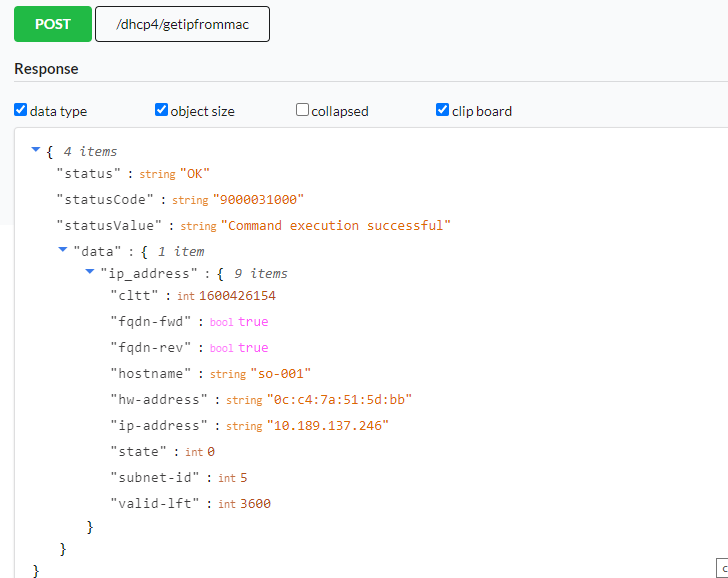 POST /dhcp4/getipfrommac
Response
data type object size collapsed clip board
{ 4 items
"status" : string "OK"
"statusCode" : string "9000031000"
"statusValue" : string "Command execution successful"
"data" : { 1 item
"ip_address" : { 9 items
"cltt" : int 1600426154
"fqdn-fwd" : bool true
"fqdn-rev" : bool true
"hostname" : string "so-001"
"hw-address" : string "0c:c4:7a:51:5d:bb"
"ip-address" : string "10.189.137.246"
"state" : int 0
"subnet-id" : int 5
"valid-lft" : int 3600
}
}
}